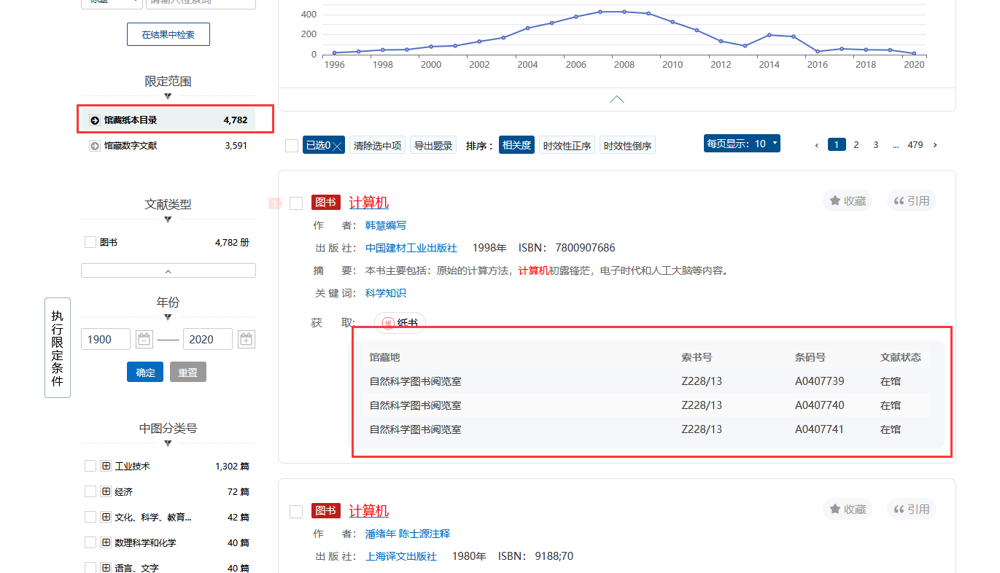 标题 请输入检索词
在结果中检索
限定范围
馆藏纸本目录 4,782
馆藏数字文献 3,591
文献类型
图书 4,782 册
年份
1900 2020
确定 重置
执行限定条件
中图分类号
工业技术 1,302 篇
经济 72 篇
文化、科学、教育... 42 篇
数理科学和化学 40 篇
语言、文字 40 篇
400
200
0
1996 1998 2000 2002 2004 2006 2008 2010 2012 2014 2016 2018 2020
已选0 清除选中项 导出题录 排序： 相关度 时效性正序 时效性倒序 每页显示：10 ‹ 1 2 3 ... 479 ›
1 图书 计算机 收藏 引用
作 者： 韩慧编写
出 版 社： 中国建材工业出版社 1998年 ISBN： 7800907686
摘 要： 本书主要包括：原始的计算方法，计算机初露锋芒，电子时代和人工大脑等内容。
关 键 词： 科学知识
获 取: 纸 纸书
馆藏地 索书号 条码号 文献状态
自然科学图书阅览室 Z228/13 A0407739 在馆
自然科学图书阅览室 Z228/13 A0407740 在馆
自然科学图书阅览室 Z228/13 A0407741 在馆
图书 计算机 收藏 引用
作 者： 潘绪年 陈士源注释
出 版 社： 上海译文出版社 1980年 ISBN： 9188;70